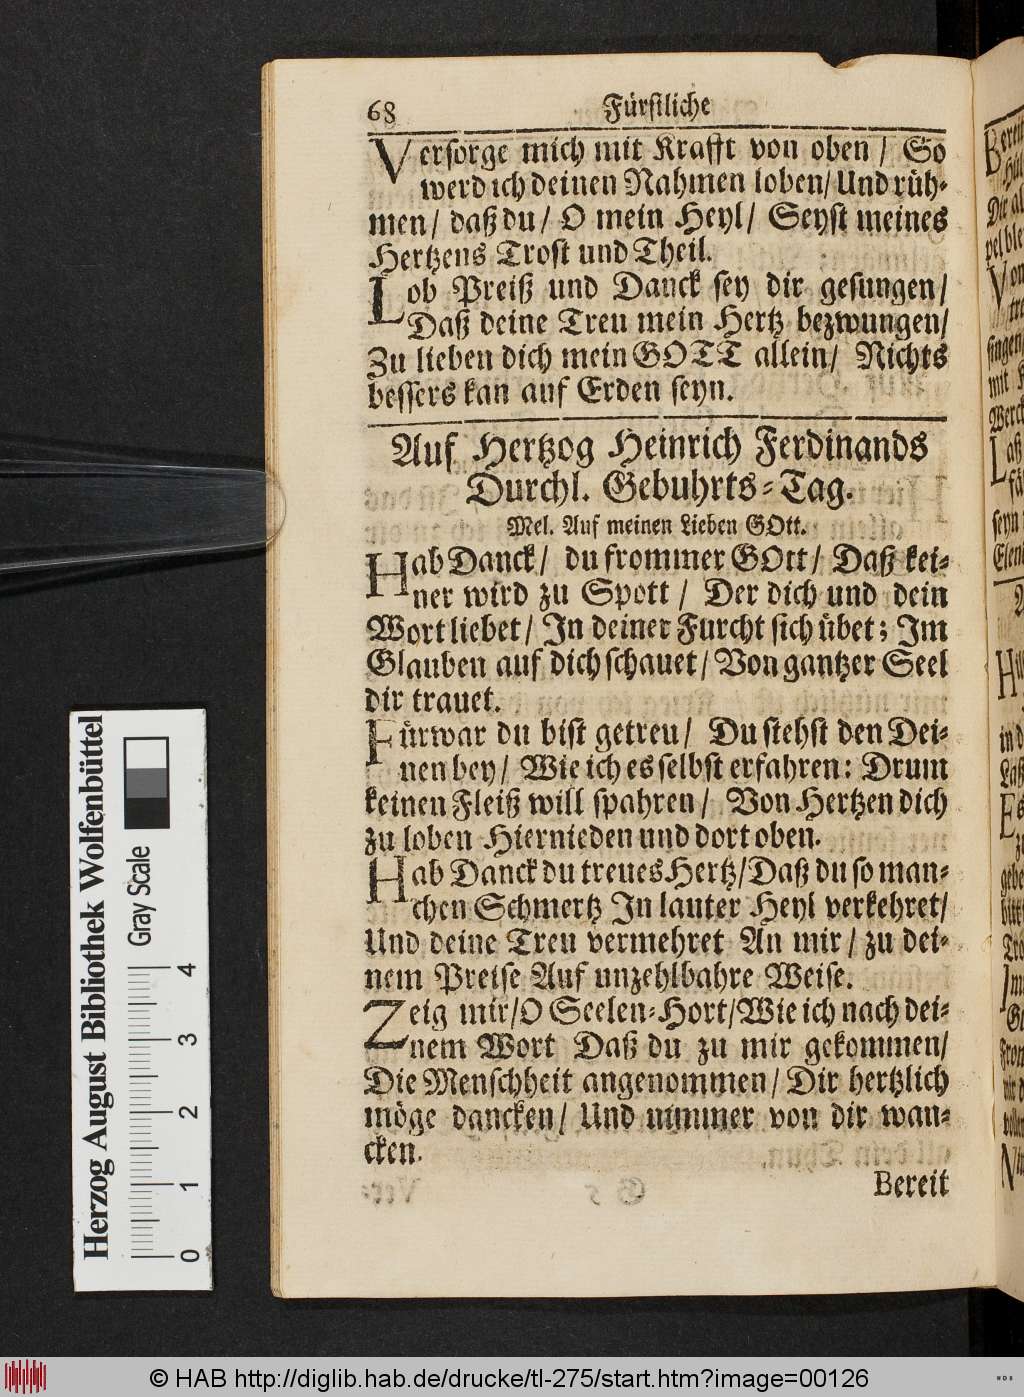 68 Fürstliche
Versorge mich mit Krafft von oben / So
werd ich deinen Nahmen loben / Und rüh-
men / daß du / O mein Heyl / Seyst meines
Hertzens Trost und Theil.
Lob Preiß und Danck sey dir gesungen /
Daß deine Treu mein Hertz bezwungen /
Zu lieben dich mein GOTT allein / Nichts
bessers kan auf Erden seyn.
Auf Hertzog Heinrich Ferdinands
Durchl. Gebuhrts-Tag.
Mel. Auf meinen Lieben GOtt.
Hab Danck / du frommer GOtt / Daß kei-
ner wird zu Spott / Der dich und dein
Wort liebet / In deiner Furcht sich übet; Im
Glauben auf dich schauet / Von gantzer Seel
dir trauet.
Fürwar du bist getreu / Du stehst den Dei-
nen bey / Wie ich es selbst erfahren: Drum
keinen Fleiß will spahren / Von Hertzen dich
zu loben Hiernieden und dort oben.
Hab Danck du treues Hertz / Daß du so man-
chen Schmertz In lauter Heyl verkehret /
Und deine Treu vermehret An mir / zu dei-
nem Preise Auf unzehlbahre Weise.
Zeig mir / O Seelen-Hort / Wie ich nach dei-
nem Wort Daß du zu mir gekommen /
Die Menschheit angenommen / Dir hertzlich
möge dancken / Und nimmer von dir wan-
cken.
Bereit
Herzog August Bibliothek Wolfenbüttel
Gray Scale
0 1 2 3 4
© HAB http://diglib.hab.de/drucke/tl-275/start.htm?image=00126